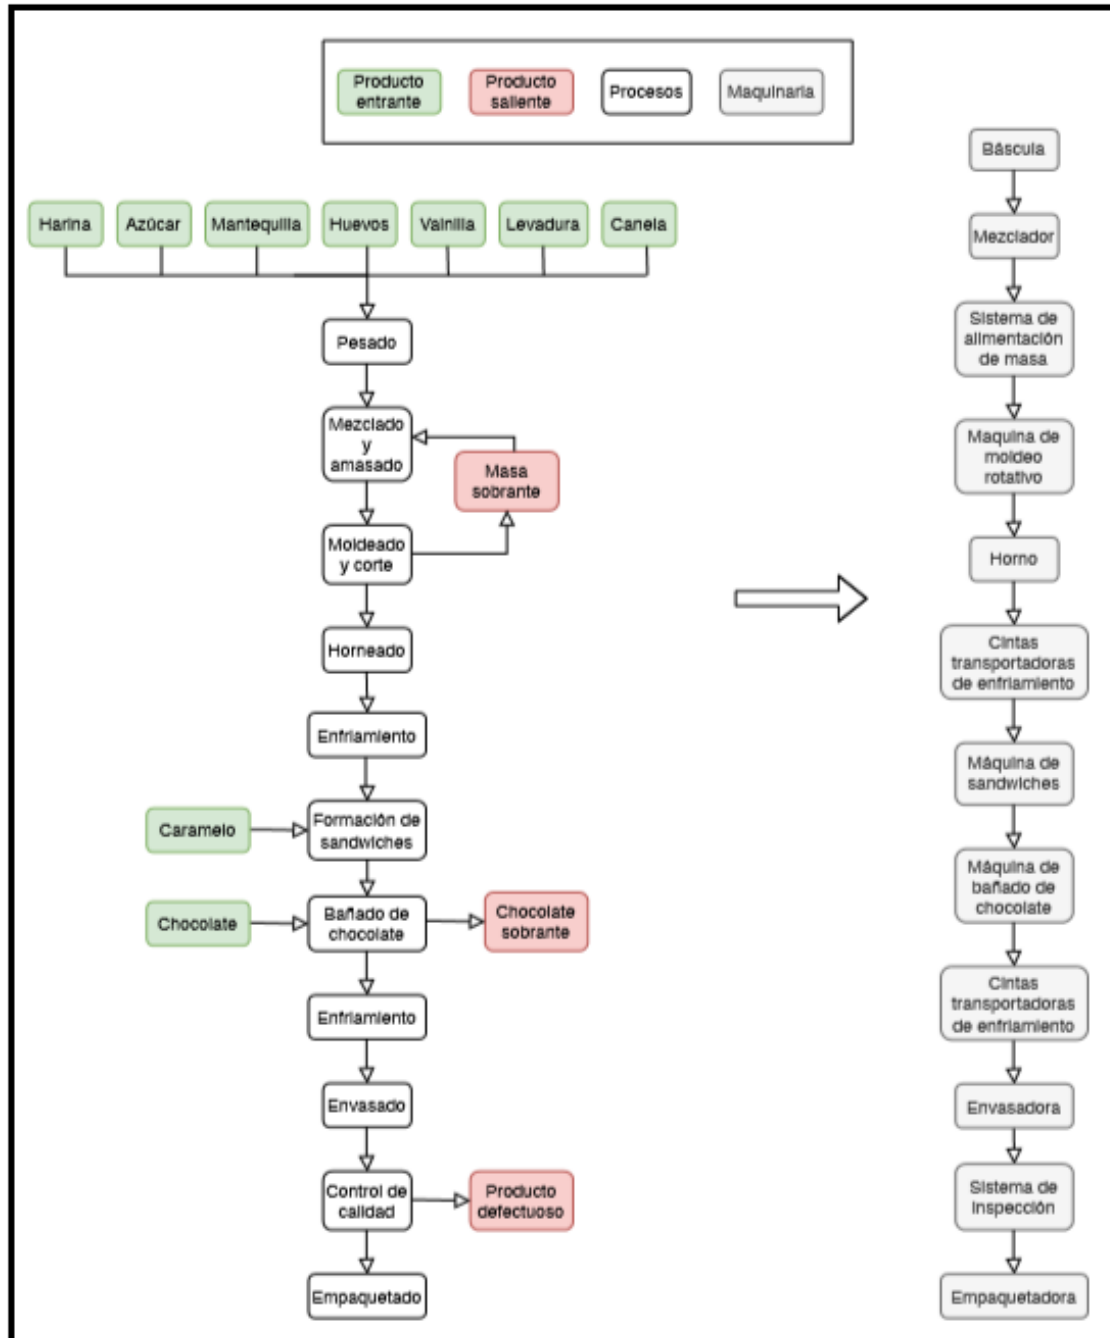 Producto
entrante
Producto
saliente
Procesos
Maquinaria
Harina
Azúcar
Mantequilla
Huevos
Vainilla
Levadura
Canela
Pesado
Mezclado
y
amasado
Masa
sobrante
Moldeado
y corte
Horneado
Enfriamiento
Caramelo
Formación de
sandwiches
Chocolate
Bañado de
chocolate
Chocolate
sobrante
Enfriamiento
Envasado
Control de
calidad
Producto
defectuoso
Empaquetado
Báscula
Mezclador
Sistema de
alimentación
de masa
Maquina de
moldeo
rotativo
Horno
Cintas
transportadoras
de enfriamiento
Máquina de
sandwiches
Máquina de
bañado de
chocolate
Cintas
transportadoras
de enfriamiento
Envasadora
Sistema de
inspección
Empaquetadora